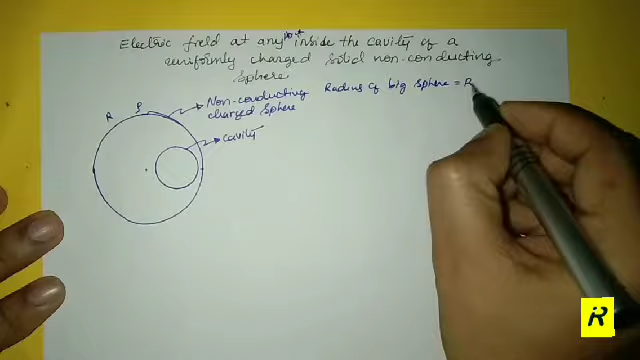 Electric field at any point inside the cavity of a
uniformly charged solid non-conducting
sphere
Non-conducting
charged sphere
Radius of big sphere = R
R
ρ
cavity
R